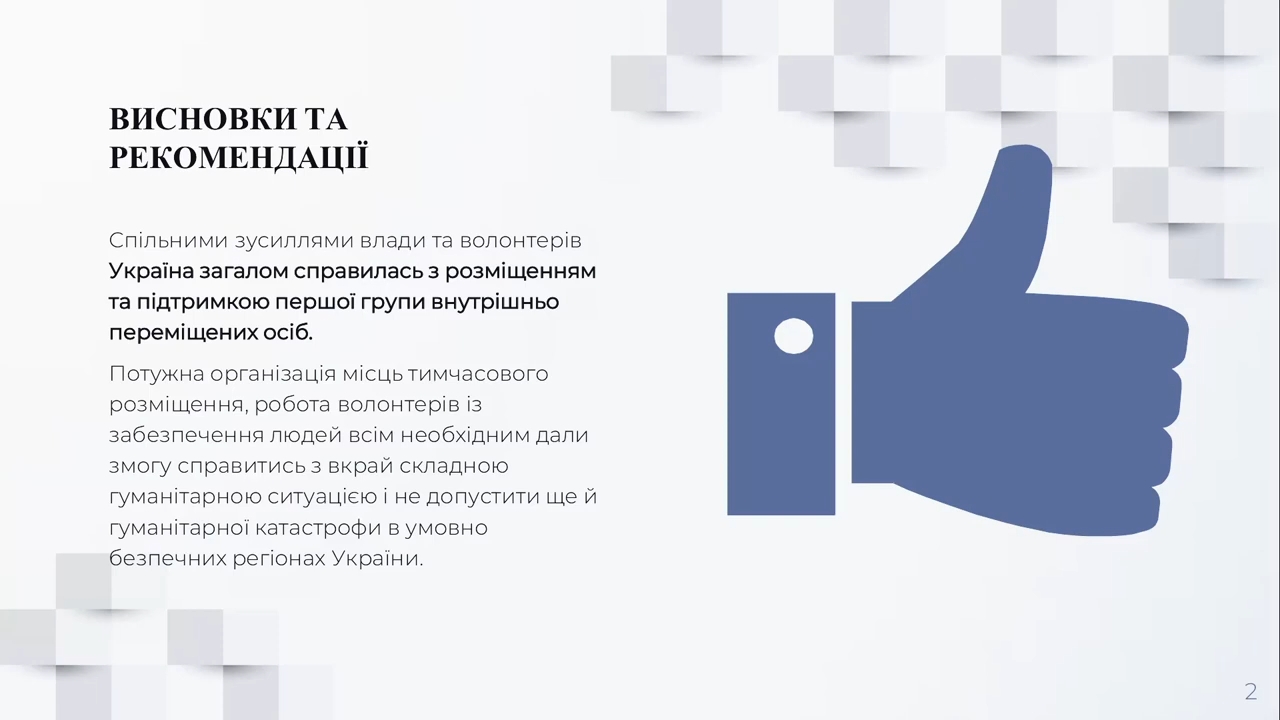 ВИСНОВКИ ТА
РЕКОМЕНДАЦІЇ
Спільними зусиллями влади та волонтерів
Україна загалом справилась з розміщенням
та підтримкою першої групи внутрішньо
переміщених осіб.
Потужна організація місць тимчасового
розміщення, робота волонтерів із
забезпечення людей всім необхідним дали
змогу справитись з вкрай складною
гуманітарною ситуацією і не допустити ще й
гуманітарної катастрофи в умовно
безпечних регіонах України.
2